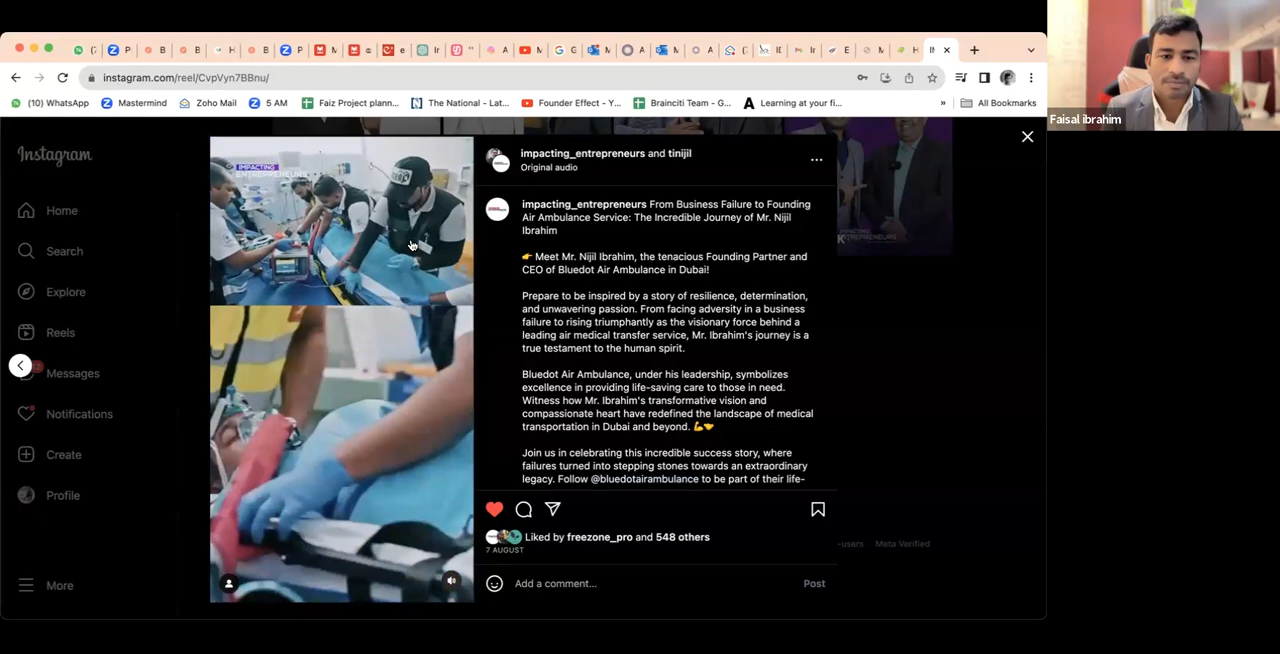 instagram.com/reel/CvpVyn7BBnu/
(10) WhatsApp
Mastermind
Zoho Mail
5 AM
Faiz Project plann...
The National - Lat...
Founder Effect - Y...
Brainciti Team - G...
Learning at your fi...
»
All Bookmarks
Faisal ibrahim
Instagram
Home
Search
Explore
Reels
Messages
Notifications
Create
Profile
More
IMPACTING
ENTREPRENEURS
impacting_entrepreneurs and tinijil
Original audio
impacting_entrepreneurs From Business Failure to Founding
Air Ambulance Service: The Incredible Journey of Mr. Nijil
Ibrahim
👉 Meet Mr. Nijil Ibrahim, the tenacious Founding Partner and
CEO of Bluedot Air Ambulance in Dubai!
Prepare to be inspired by a story of resilience, determination,
and unwavering passion. From facing adversity in a business
failure to rising triumphantly as the visionary force behind a
leading air medical transfer service, Mr. Ibrahim's journey is a
true testament to the human spirit.
Bluedot Air Ambulance, under his leadership, symbolizes
excellence in providing life-saving care to those in need.
Witness how Mr. Ibrahim's transformative vision and
compassionate heart have redefined the landscape of medical
transportation in Dubai and beyond. 💪🤝
Join us in celebrating this incredible success story, where
failures turned into stepping stones towards an extraordinary
legacy. Follow @bluedotairambulance to be part of their life-
Liked by freezone_pro and 548 others
7 AUGUST
Add a comment...
Post
-users
Meta Verified